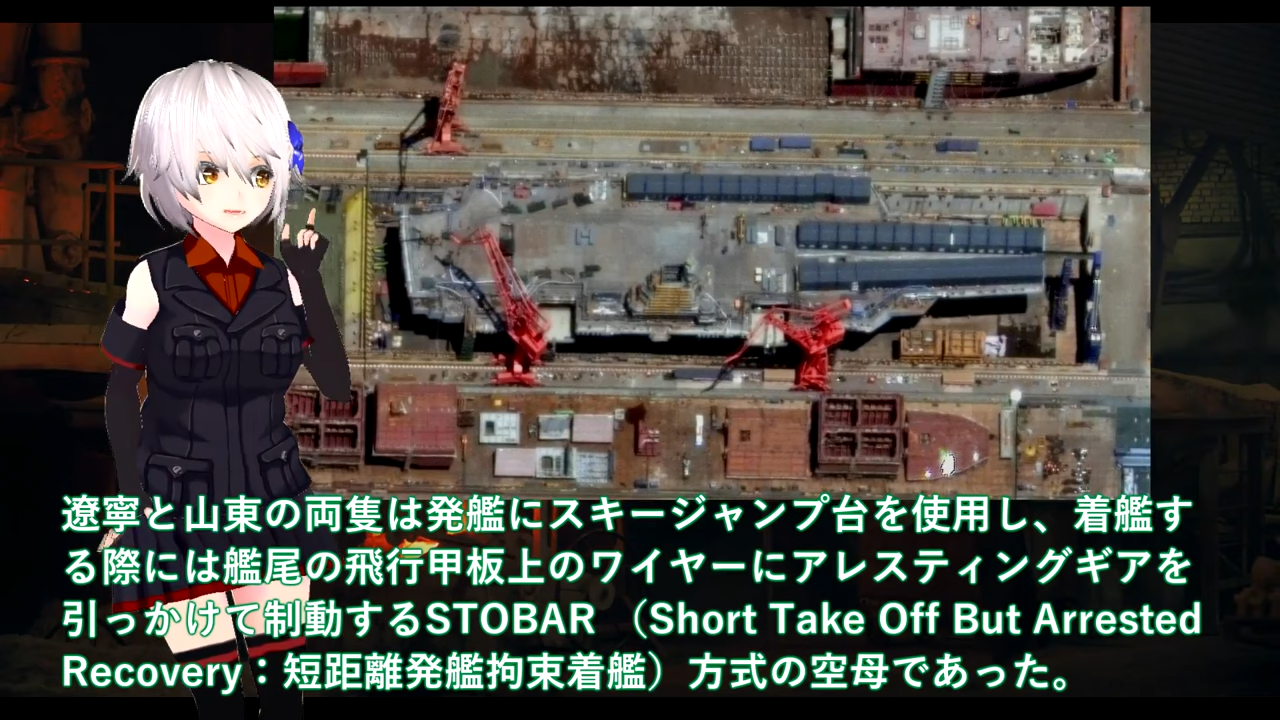 遼寧と山東の両隻は発艦にスキージャンプ台を使用し、着艦す
る際には艦尾の飛行甲板上のワイヤーにアレスティングギアを
引っかけて制動するSTOBAR （Short Take Off But Arrested
Recovery：短距離発艦拘束着艦）方式の空母であった。